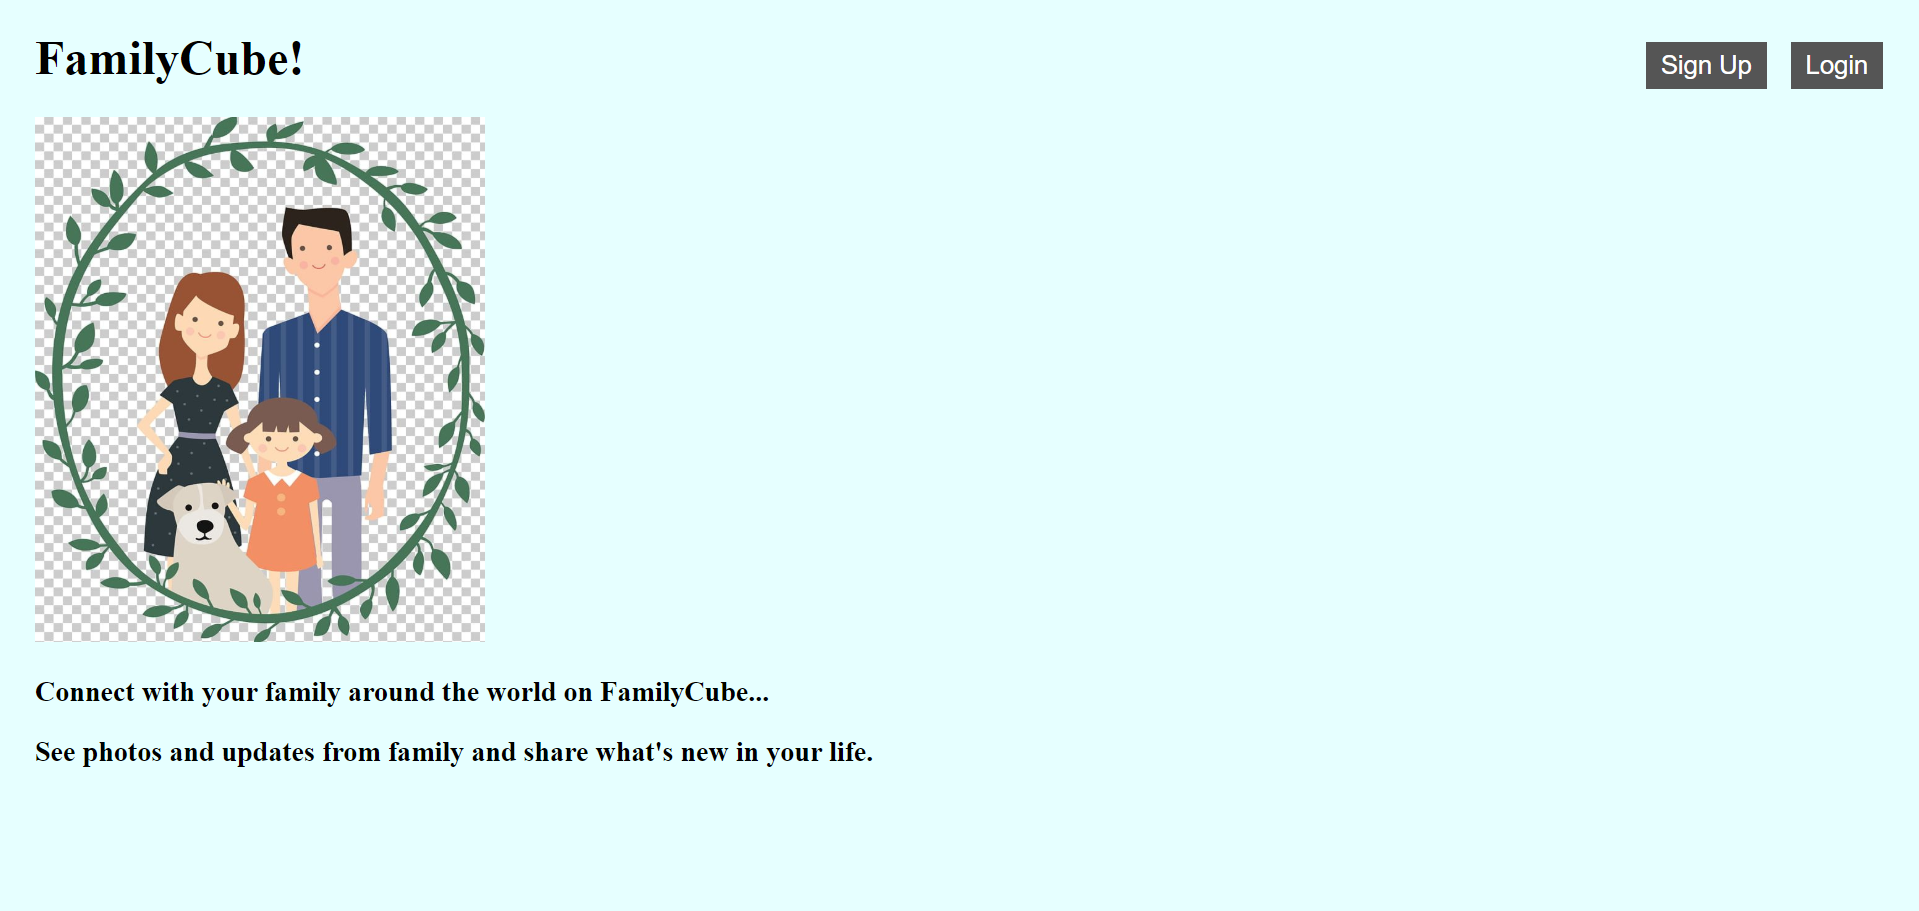 FamilyCube!
Sign Up
Login
Connect with your family around the world on FamilyCube...
See photos and updates from family and share what's new in your life.